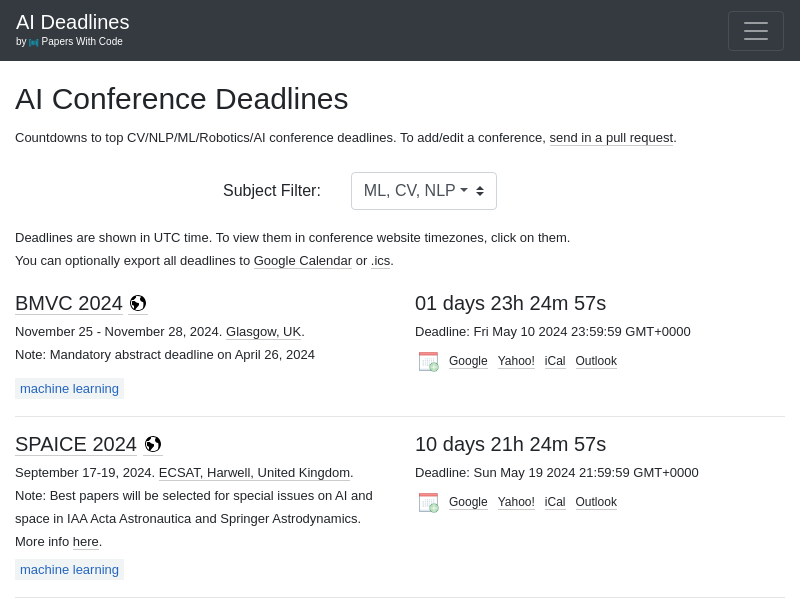 AI Deadlines
by Papers With Code
AI Conference Deadlines
Countdowns to top CV/NLP/ML/Robotics/AI conference deadlines. To add/edit a conference, send in a pull request.
Subject Filter:
ML, CV, NLP
Deadlines are shown in UTC time. To view them in conference website timezones, click on them.
You can optionally export all deadlines to Google Calendar or .ics.
BMVC 2024
November 25 - November 28, 2024. Glasgow, UK.
Note: Mandatory abstract deadline on April 26, 2024
machine learning
01 days 23h 24m 57s
Deadline: Fri May 10 2024 23:59:59 GMT+0000
Google Yahoo! iCal Outlook
SPAICE 2024
September 17-19, 2024. ECSAT, Harwell, United Kingdom.
Note: Best papers will be selected for special issues on AI and
space in IAA Acta Astronautica and Springer Astrodynamics.
More info here.
machine learning
10 days 21h 24m 57s
Deadline: Sun May 19 2024 21:59:59 GMT+0000
Google Yahoo! iCal Outlook